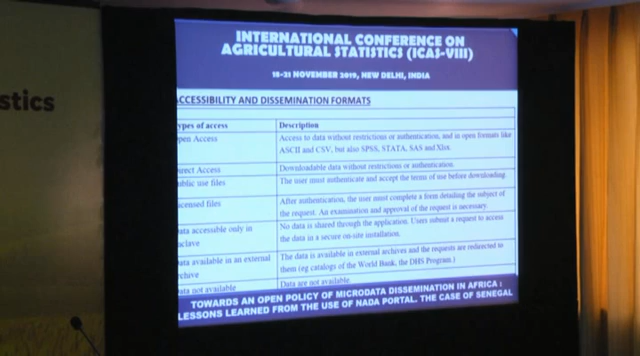 stics
INTERNATIONAL CONFERENCE ON
AGRICULTURAL STATISTICS (ICAS-VIII)
18-21 NOVEMBER 2019, NEW DELHI, INDIA
ACCESSIBILITY AND DISSEMINATION FORMATS
ypes of access Description
pen Access Access to data without restrictions or authentication, and in open formats like
ASCII and CSV, but also SPSS, STATA, SAS and Xlsx.
irect Access Downloadable data without restrictions or authentication.
ublic use files The user must authenticate and accept the terms of use before downloading.
icensed files After authentication, the user must complete a form detailing the subject of
the request. An examination and approval of the request is necessary.
ata accessible only in No data is shared through the application. Users submit a request to access
nclave the data in a secure on-site installation.
ata available in an external The data is available in external archives and the requests are redirected to
rchive them (eg catalogs of the World Bank, the DHS Program.)
ata not available Data are not available.
TOWARDS AN OPEN POLICY OF MICRODATA DISSEMINATION IN AFRICA :
LESSONS LEARNED FROM THE USE OF NADA PORTAL. THE CASE OF SENEGAL